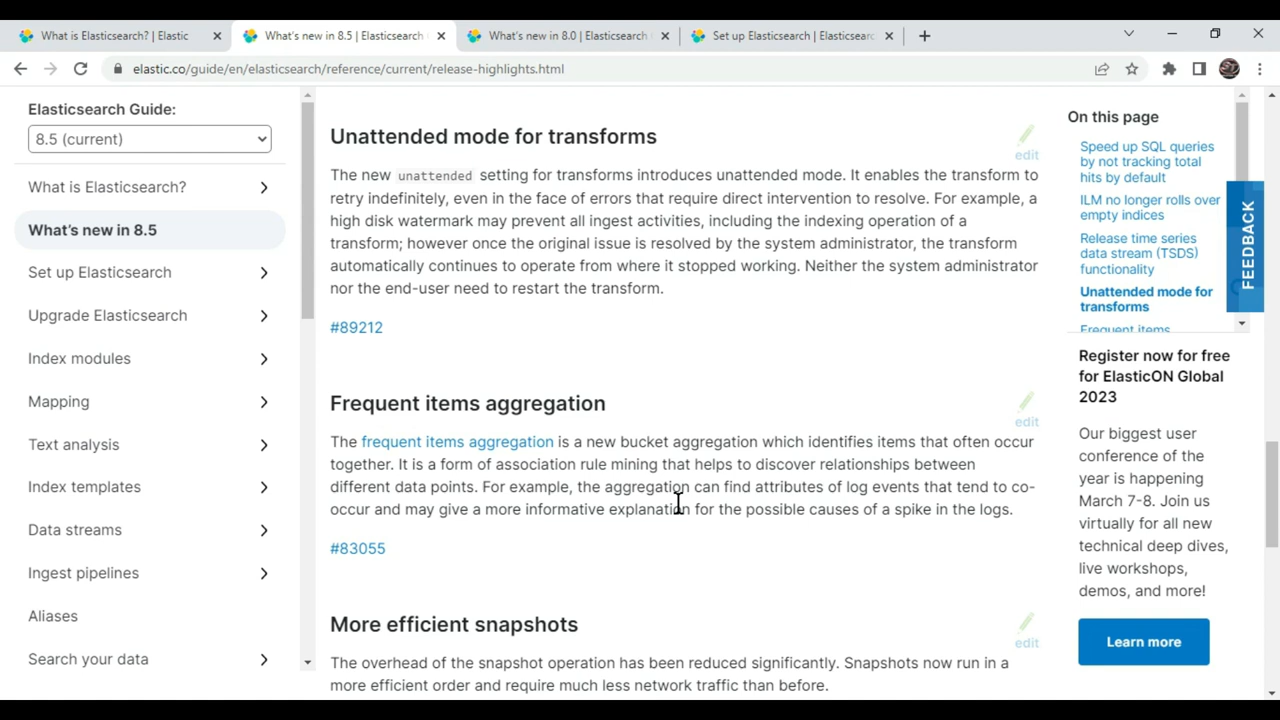 What is Elasticsearch? | Elastic
What's new in 8.5 | Elasticsearch
What's new in 8.0 | Elasticsearch
Set up Elasticsearch | Elasticsearc
elastic.co/guide/en/elasticsearch/reference/current/release-highlights.html
Elasticsearch Guide:
8.5 (current)
What is Elasticsearch?
What's new in 8.5
Set up Elasticsearch
Upgrade Elasticsearch
Index modules
Mapping
Text analysis
Index templates
Data streams
Ingest pipelines
Aliases
Search your data
Unattended mode for transforms
edit
The new unattended setting for transforms introduces unattended mode. It enables the transform to
retry indefinitely, even in the face of errors that require direct intervention to resolve. For example, a
high disk watermark may prevent all ingest activities, including the indexing operation of a
transform; however once the original issue is resolved by the system administrator, the transform
automatically continues to operate from where it stopped working. Neither the system administrator
nor the end-user need to restart the transform.
#89212
Frequent items aggregation
edit
The frequent items aggregation is a new bucket aggregation which identifies items that often occur
together. It is a form of association rule mining that helps to discover relationships between
different data points. For example, the aggregation can find attributes of log events that tend to co-
occur and may give a more informative explanation for the possible causes of a spike in the logs.
#83055
More efficient snapshots
edit
The overhead of the snapshot operation has been reduced significantly. Snapshots now run in a
more efficient order and require much less network traffic than before.
On this page
Speed up SQL queries
by not tracking total
hits by default
ILM no longer rolls over
empty indices
Release time series
data stream (TSDS)
functionality
Unattended mode for
transforms
Frequent items
FEEDBACK
Register now for free
for ElasticON Global
2023
Our biggest user
conference of the
year is happening
March 7-8. Join us
virtually for all new
technical deep dives,
live workshops,
demos, and more!
Learn more